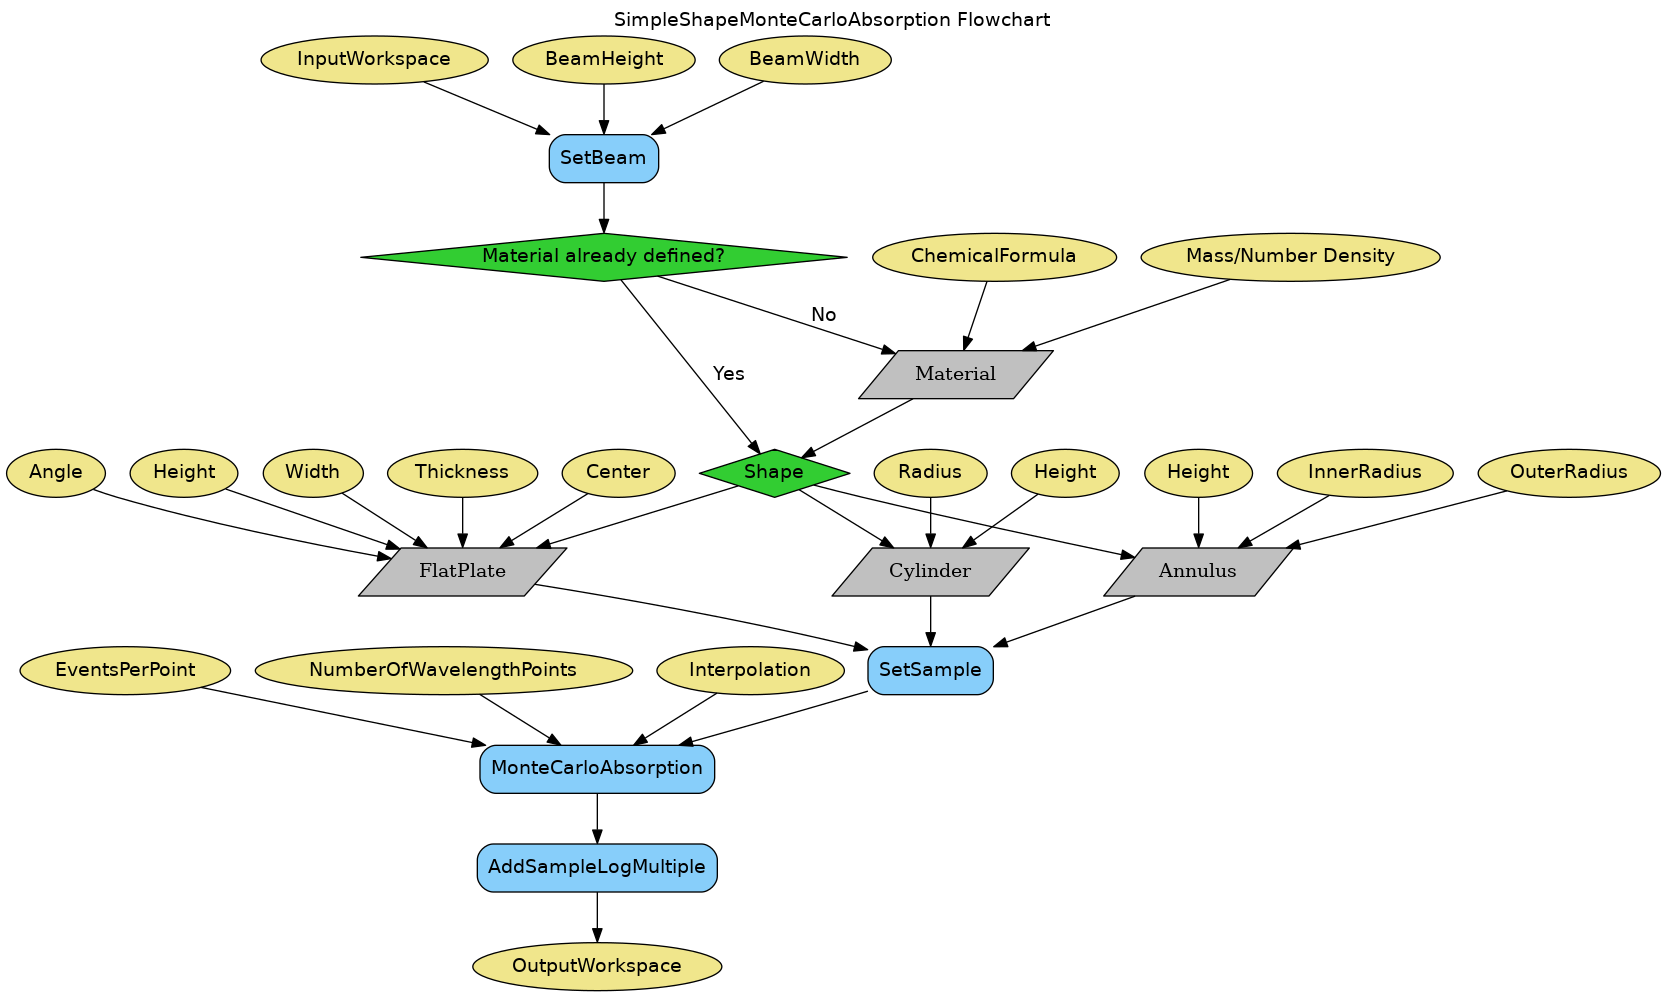 SimpleShapeMonteCarloAbsorption Flowchart
InputWorkspace
BeamHeight
BeamWidth
SetBeam
Material already defined?
ChemicalFormula
Mass/Number Density
No
Yes
Material
Angle
Height
Width
Thickness
Center
Shape
Radius
Height
Height
InnerRadius
OuterRadius
FlatPlate
Cylinder
Annulus
EventsPerPoint
NumberOfWavelengthPoints
Interpolation
SetSample
MonteCarloAbsorption
AddSampleLogMultiple
OutputWorkspace